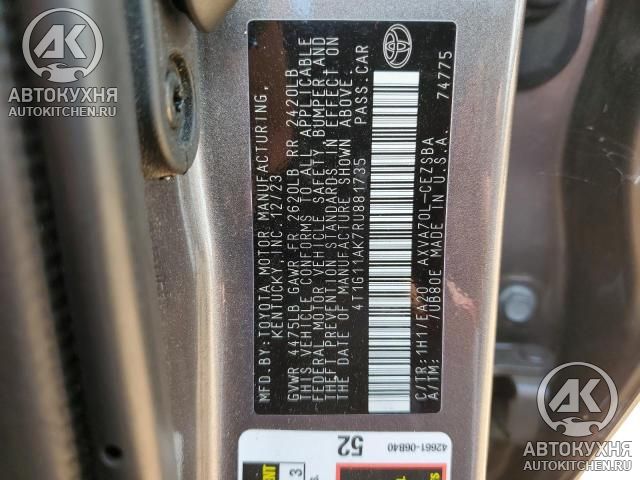 MFD.BY:TOYOTA MOTOR MANUFACTURING,
KENTUCKY, INC 12/23
GVWR 4475LB GAWR FR 2620LB RR 2420LB
THIS VEHICLE CONFORMS TO ALL APPLICABLE
FEDERAL MOTOR VEHICLE SAFETY, BUMPER, AND
THEFT PREVENTION STANDARDS IN EFFECT ON
THE DATE OF MANUFACTURE SHOWN ABOVE.
4T1G11AK7RU881735 PASS.CAR
C/TR:1H1/EA20 AXVA70L-CEZSBA
A/TM: /UB80E MADE IN U.S.A. 74775
42661-06B40
52
3
AK
АВТОКУХНЯ
AUTOKITCHEN.RU
AK
АВТОКУХНЯ
AUTOKITCHEN.RU